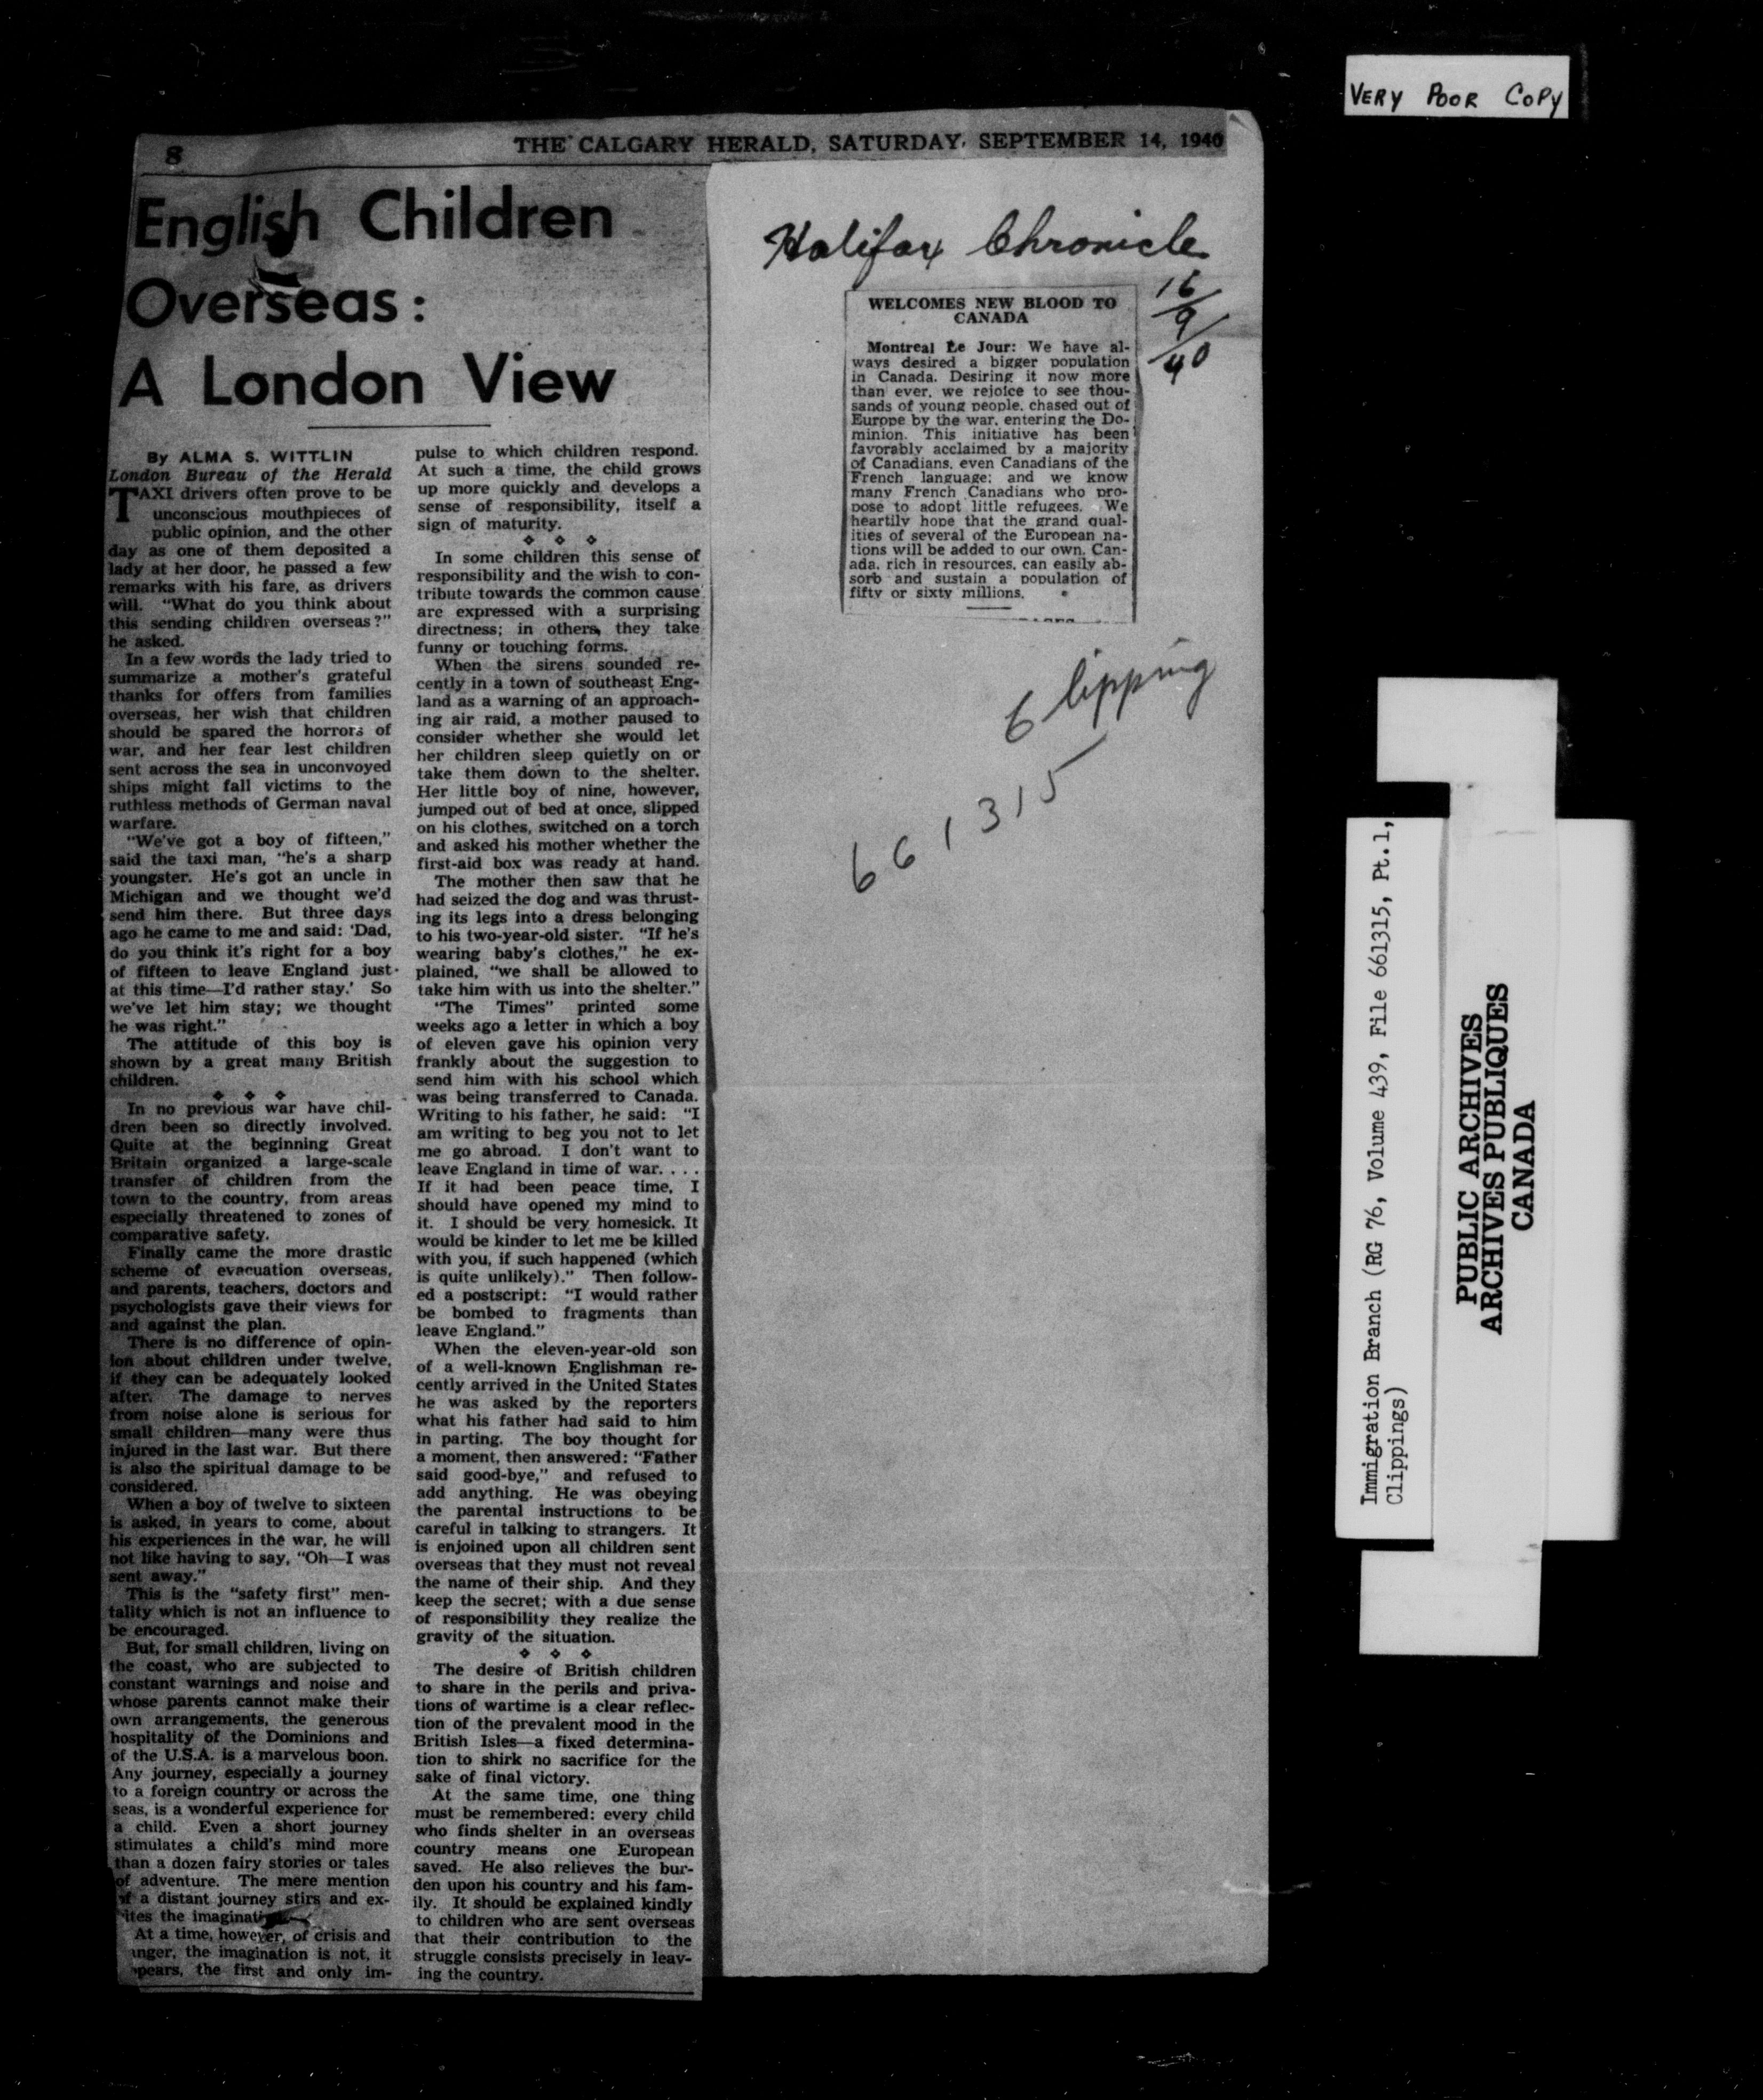 VERY POOR COPY
8
THE CALGARY HERALD, SATURDAY, SEPTEMBER 14, 1940
English Children
Overseas:
A London View
By ALMA S. WITTLIN
London Bureau of the Herald
TAXI drivers often prove to be
unconscious mouthpieces of
public opinion, and the other
day as one of them deposited a
lady at her door, he passed a few
remarks with his fare, as drivers
will. "What do you think about
this sending children overseas?"
he asked.
In a few words the lady tried to
summarize a mother's grateful
thanks for offers from families
overseas, her wish that children
should be spared the horrors of
war, and her fear lest children
sent across the sea in unconvoyed
ships might fall victims to the
ruthless methods of German naval
warfare.
"We've got a boy of fifteen,"
said the taxi man, "he's a sharp
youngster. He's got an uncle in
Michigan and we thought we'd
send him there. But three days
ago he came to me and said: 'Dad,
do you think it's right for a boy
of fifteen to leave England just
at this time—I'd rather stay.' So
we've let him stay; we thought
he was right."
The attitude of this boy is
shown by a great many British
children.
In no previous war have chil-
dren been so directly involved.
Quite at the beginning Great
Britain organized a large-scale
transfer of children from the
town to the country, from areas
especially threatened to zones of
comparative safety.
Finally came the more drastic
scheme of evacuation overseas,
and parents, teachers, doctors and
psychologists gave their views for
and against the plan.
There is no difference of opin-
ion about children under twelve,
if they can be adequately looked
after. The damage to nerves
from noise alone is serious for
small children—many were thus
injured in the last war. But there
is also the spiritual damage to be
considered.
When a boy of twelve to sixteen
is asked, in years to come, about
his experiences in the war, he will
not like having to say, "Oh—I was
sent away."
This is the "safety first" men-
tality which is not an influence to
be encouraged.
But, for small children, living on
the coast, who are subjected to
constant warnings and noise and
whose parents cannot make their
own arrangements, the generous
hospitality of the Dominions and
of the U.S.A. is a marvelous boon.
Any journey, especially a journey
to a foreign country or across the
seas, is a wonderful experience for
a child. Even a short journey
stimulates a child's mind more
than a dozen fairy stories or tales
of adventure. The mere mention
of a distant journey stirs and ex-
ites the imaginati
At a time, however, of crisis and
anger, the imagination is not, it
pears, the first and only im-
pulse to which children respond.
At such a time, the child grows
up more quickly and develops a
sense of responsibility, itself a
sign of maturity.
In some children this sense of
responsibility and the wish to con-
tribute towards the common cause
are expressed with a surprising
directness; in others, they take
funny or touching forms.
When the sirens sounded re-
cently in a town of southeast Eng-
land as a warning of an approach-
ing air raid, a mother paused to
consider whether she would let
her children sleep quietly on or
take them down to the shelter.
Her little boy of nine, however,
jumped out of bed at once, slipped
on his clothes, switched on a torch
and asked his mother whether the
first-aid box was ready at hand.
The mother then saw that he
had seized the dog and was thrust-
ing its legs into a dress belonging
to his two-year-old sister. "If he's
wearing baby's clothes," he ex-
plained, "we shall be allowed to
take him with us into the shelter."
"The Times" printed some
weeks ago a letter in which a boy
of eleven gave his opinion very
frankly about the suggestion to
send him with his school which
was being transferred to Canada.
Writing to his father, he said: "I
am writing to beg you not to let
me go abroad. I don't want to
leave England in time of war. . . .
If it had been peace time, I
should have opened my mind to
it. I should be very homesick. It
would be kinder to let me be killed
with you, if such happened (which
is quite unlikely)." Then follow-
ed a postscript: "I would rather
be bombed to fragments than
leave England."
When the eleven-year-old son
of a well-known Englishman re-
cently arrived in the United States
he was asked by the reporters
what his father had said to him
in parting. The boy thought for
a moment, then answered: "Father
said good-bye," and refused to
add anything. He was obeying
the parental instructions to be
careful in talking to strangers. It
is enjoined upon all children sent
overseas that they must not reveal
the name of their ship. And they
keep the secret; with a due sense
of responsibility they realize the
gravity of the situation.
The desire of British children
to share in the perils and priva-
tions of wartime is a clear reflec-
tion of the prevalent mood in the
British Isles—a fixed determina-
tion to shirk no sacrifice for the
sake of final victory.
At the same time, one thing
must be remembered: every child
who finds shelter in an overseas
country means one European
saved. He also relieves the bur-
den upon his country and his fam-
ily. It should be explained kindly
to children who are sent overseas
that their contribution to the
struggle consists precisely in leav-
ing the country.
Halifax Chronicle
16/9/40
WELCOMES NEW BLOOD TO
CANADA
Montreal Le Jour: We have al-
ways desired a bigger population
in Canada. Desiring it now more
than ever, we rejoice to see thou-
sands of young people, chased out of
Europe by the war, entering the Do-
minion. This initiative has been
favorably acclaimed by a majority
of Canadians, even Canadians of the
French language; and we know
many French Canadians who pro-
pose to adopt little refugees. We
heartily hope that the grand qual-
ities of several of the European na-
tions will be added to our own. Can-
ada, rich in resources, can easily ab-
sorb and sustain a population of
fifty or sixty millions.
Clipping
661315
Immigration Branch (RG 76, Volume 439, File 661315, Pt.1,
Clippings)
PUBLIC ARCHIVES
ARCHIVES PUBLIQUES
CANADA